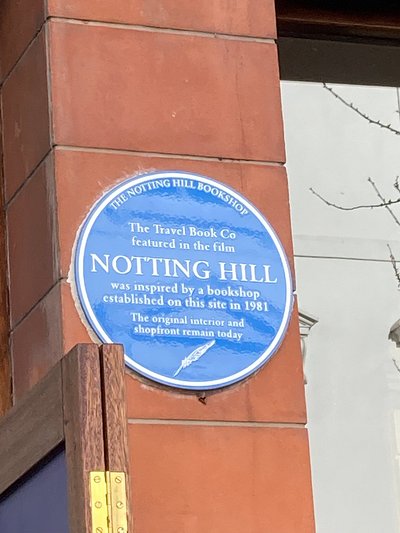 THE NOTTING HILL BOOKSHOP
The Travel Book Co
featured in the film
NOTTING HILL
was inspired by a bookshop
established on this site in 1981
The original interior and
shopfront remain today